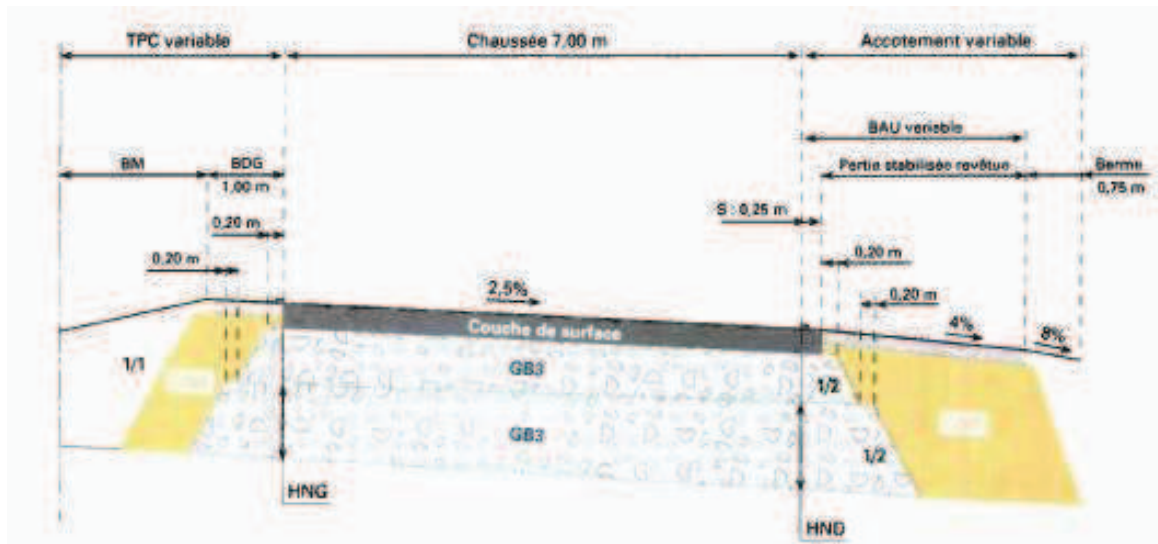 TPC variable
Chaussée 7,00 m
Accotement variable
BAU variable
BM
BDG
Partie stabilisée revêtue
Berme
1,00 m
0,75 m
S : 0,25 m
0,20 m
0,20 m
0,20 m
0,20 m
2,5%
4%
8%
Couche de surface
1/1
GB3
1/2
GB3
1/2
HNG
HND